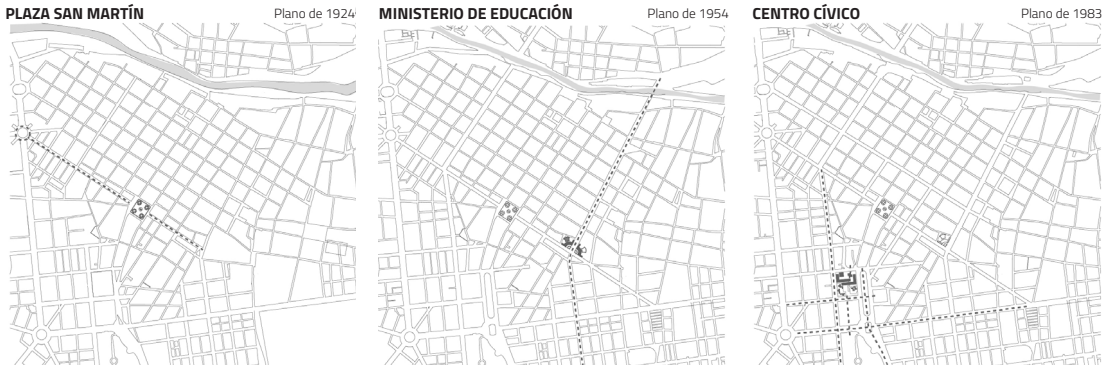 PLAZA SAN MARTÍN Plano de 1924
MINISTERIO DE EDUCACIÓN Plano de 1954
CENTRO CÍVICO Plano de 1983